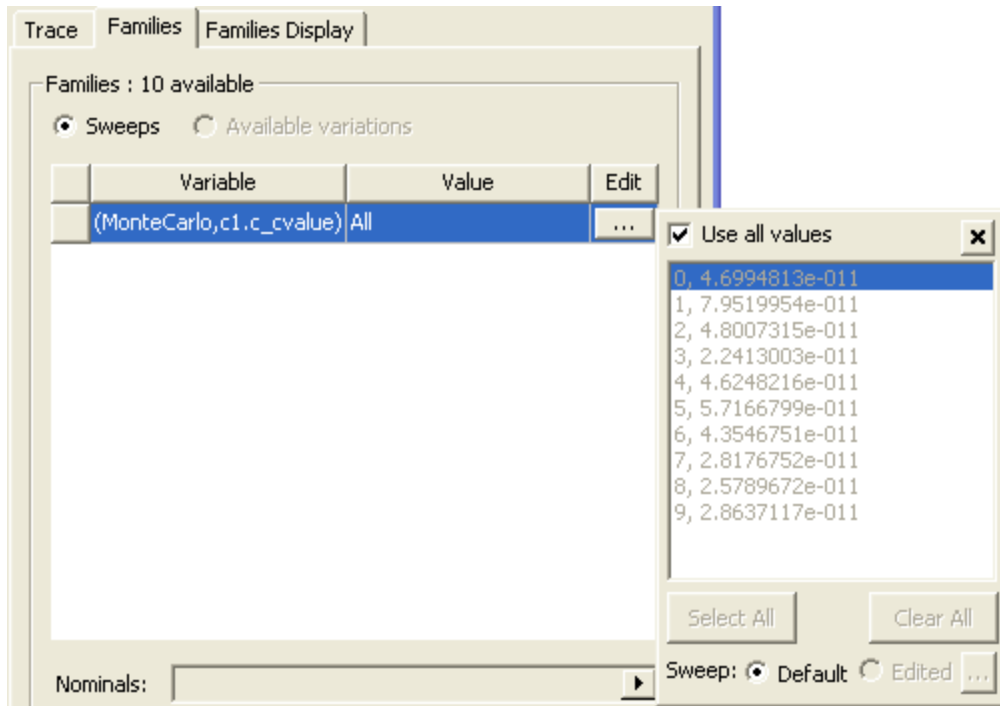 Trace Families Families Display
Families : 10 available
Sweeps Available variations
Variable Value Edit
(MonteCarlo,c1.c_cvalue) All ...
Use all values
0, 4.6994813e-011
1, 7.9519954e-011
2, 4.8007315e-011
3, 2.2413003e-011
4, 4.6248216e-011
5, 5.7166799e-011
6, 4.3546751e-011
7, 2.8176752e-011
8, 2.5789672e-011
9, 2.8637117e-011
Select All Clear All
Sweep: Default Edited ...
Nominals: